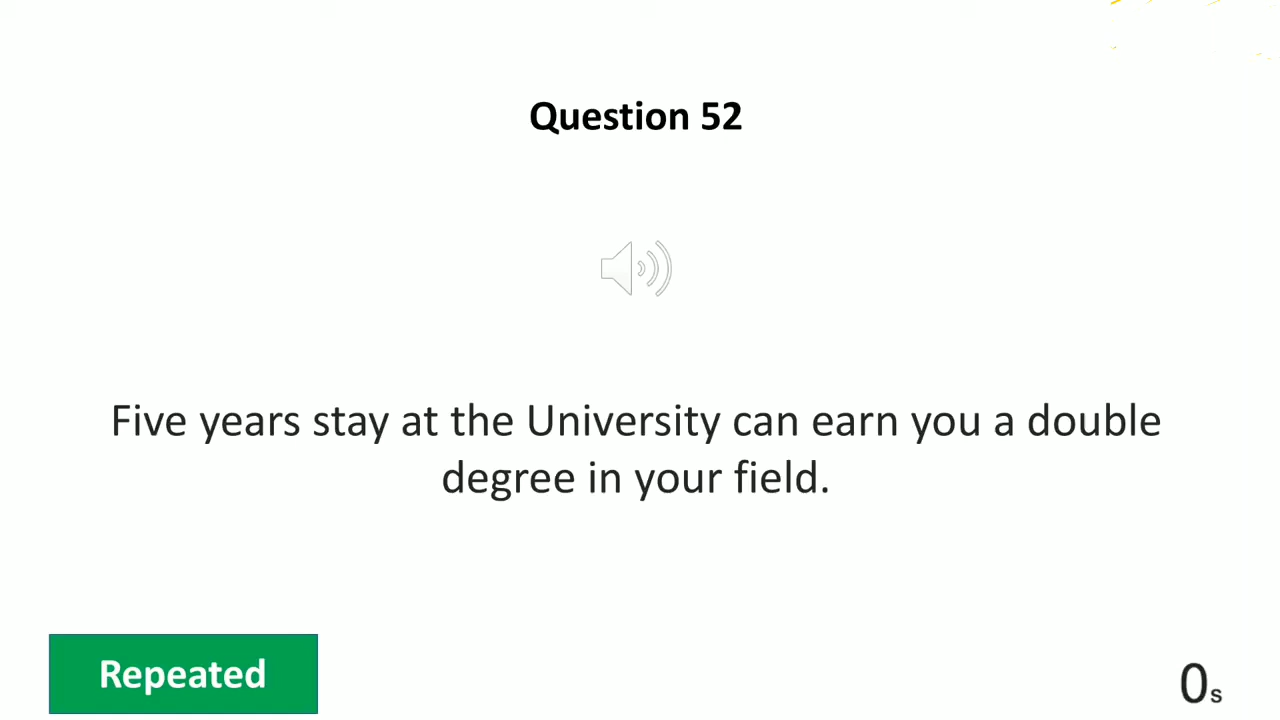 Question 52
Five years stay at the University can earn you a double
degree in your field.
Repeated
0s